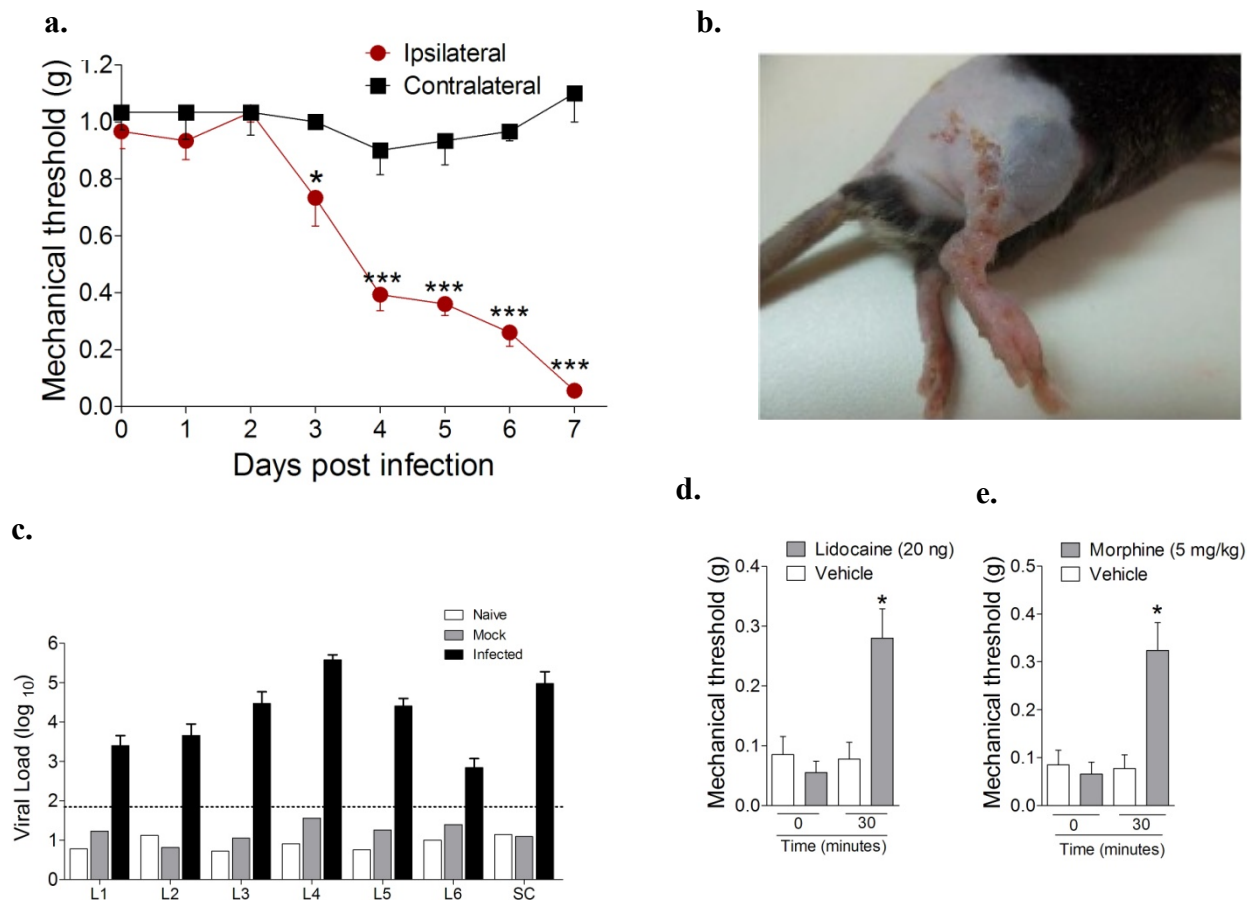 a.
Ipsilateral
Contralateral
Mechanical threshold (g)
1.2
1.0
0.8
0.6
0.4
0.2
0.0
*
***
***
***
***
0 1 2 3 4 5 6 7
Days post infection
b.
c.
Naive
Mock
Infected
Viral Load (log 10)
6
5
4
3
2
1
0
L1 L2 L3 L4 L5 L6 SC
d.
Lidocaine (20 ng)
Vehicle
Mechanical threshold (g)
0.4
0.3
0.2
0.1
0.0
*
0 30
Time (minutes)
e.
Morphine (5 mg/kg)
Vehicle
Mechanical threshold (g)
0.5
0.4
0.3
0.2
0.1
0.0
*
0 30
Time (minutes)